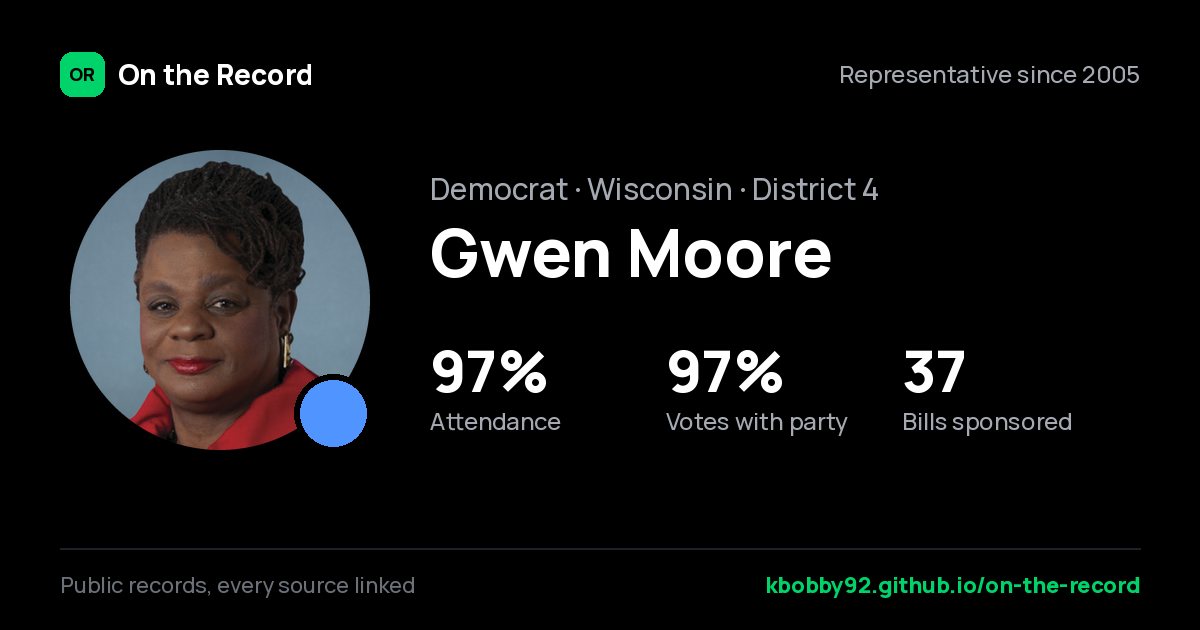 OR On the Record
Representative since 2005
Democrat · Wisconsin · District 4
Gwen Moore
97% 97% 37
Attendance Votes with party Bills sponsored
Public records, every source linked
kbobby92.github.io/on-the-record